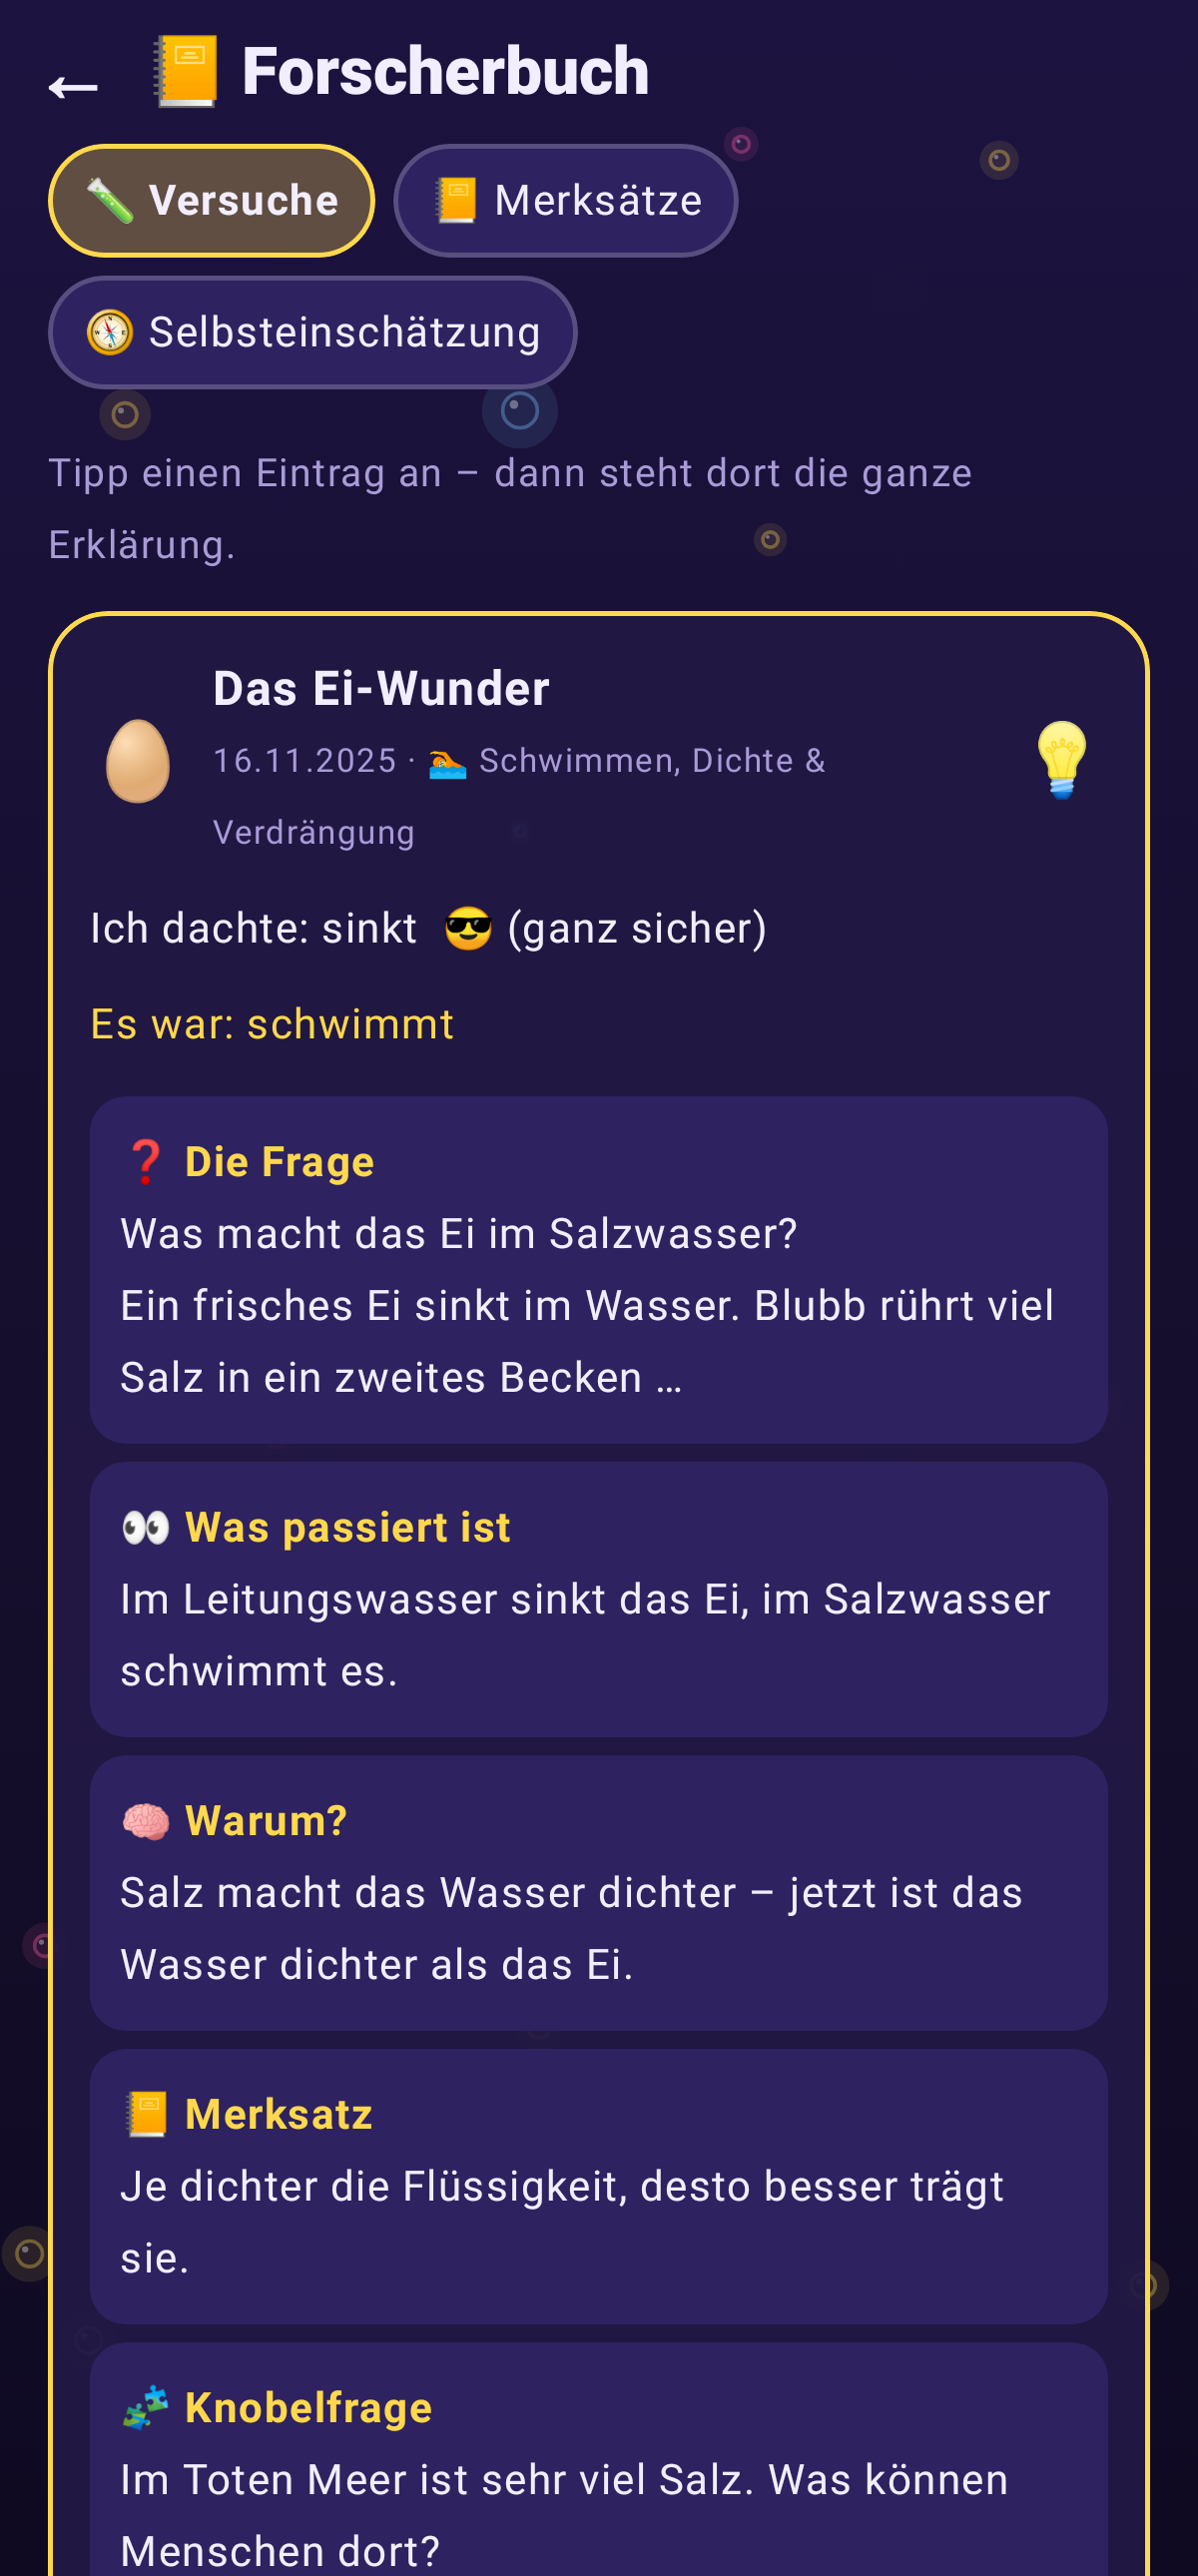 ← Forscherbuch
Versuche
Merksätze
Selbsteinschätzung
Tipp einen Eintrag an – dann steht dort die ganze
Erklärung.
Das Ei-Wunder
16.11.2025 · 🏊 Schwimmen, Dichte &
Verdrängung
Ich dachte: sinkt 😎 (ganz sicher)
Es war: schwimmt
❓ Die Frage
Was macht das Ei im Salzwasser?
Ein frisches Ei sinkt im Wasser. Blubb rührt viel
Salz in ein zweites Becken …
👀 Was passiert ist
Im Leitungswasser sinkt das Ei, im Salzwasser
schwimmt es.
🧠 Warum?
Salz macht das Wasser dichter – jetzt ist das
Wasser dichter als das Ei.
📒 Merksatz
Je dichter die Flüssigkeit, desto besser trägt
sie.
🧩 Knobelfrage
Im Toten Meer ist sehr viel Salz. Was können
Menschen dort?